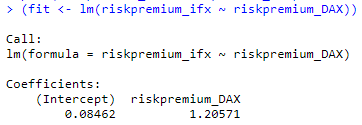 > (fit <- lm(riskpremium_ifx ~ riskpremium_DAX))
Call:
lm(formula = riskpremium_ifx ~ riskpremium_DAX)
Coefficients:
(Intercept)  riskpremium_DAX
0.08462          1.20571